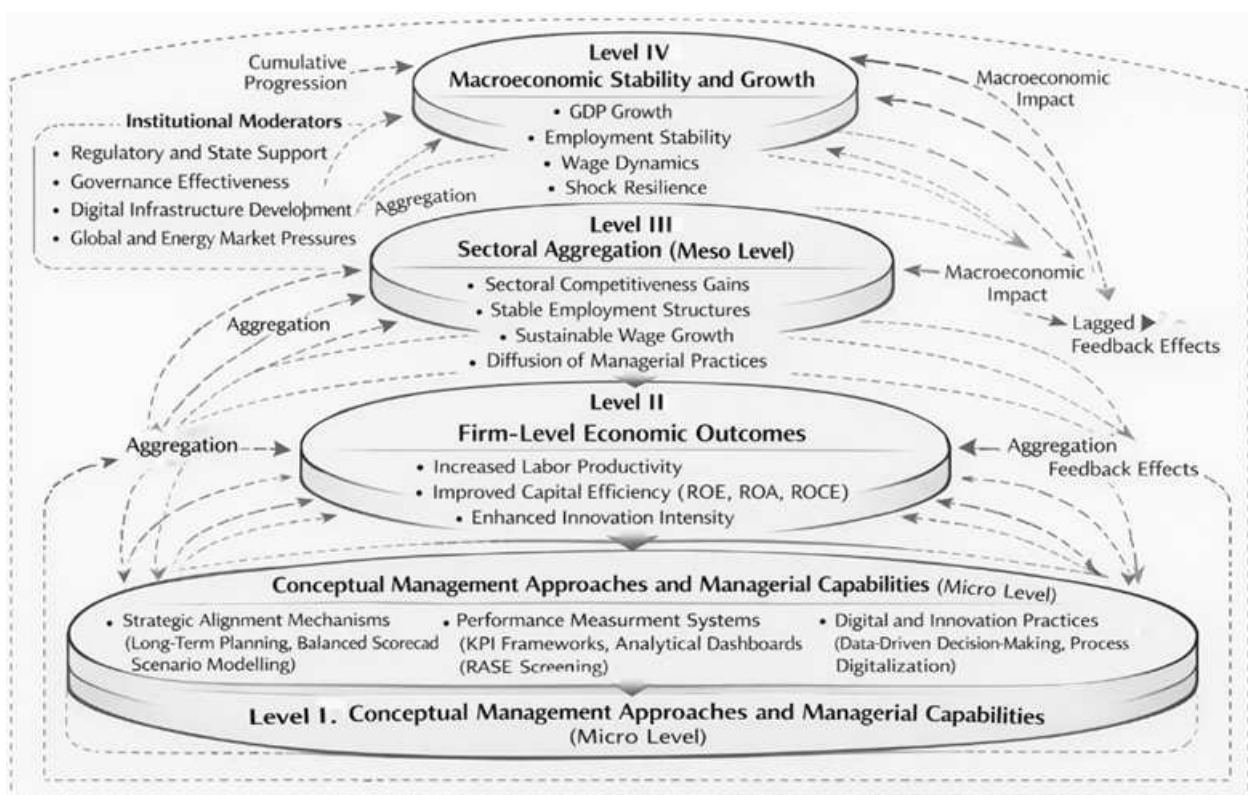 Level IV
Macroeconomic Stability and Growth
• GDP Growth
• Employment Stability
• Wage Dynamics
• Shock Resilience
Cumulative
Progression
Macroeconomic
Impact
Institutional Moderators
• Regulatory and State Support
• Governance Effectiveness
• Digital Infrastructure Development
• Global and Energy Market Pressures
Aggregation
Level III
Sectoral Aggregation (Meso Level)
• Sectoral Competitiveness Gains
• Stable Employment Structures
• Sustainable Wage Growth
• Diffusion of Managerial Practices
Aggregation
Macroeconomic
Impact
Lagged
Feedback Effects
Level II
Firm-Level Economic Outcomes
• Increased Labor Productivity
• Improved Capital Efficiency (ROE, ROA, ROCE)
• Enhanced Innovation Intensity
Aggregation
Aggregation
Feedback Effects
Conceptual Management Approaches and Managerial Capabilities (Micro Level)
• Strategic Alignment Mechanisms
(Long-Term Planning, Balanced Scorecad
Scenario Modelling)
• Performance Measurment Systems
(KPI Frameworks, Analytical Dashboards
(RASE Screening)
• Digital and Innovation Practices
(Data-Driven Decision-Making, Process
Digitalization)
Level I. Conceptual Management Approaches and Managerial Capabilities
(Micro Level)